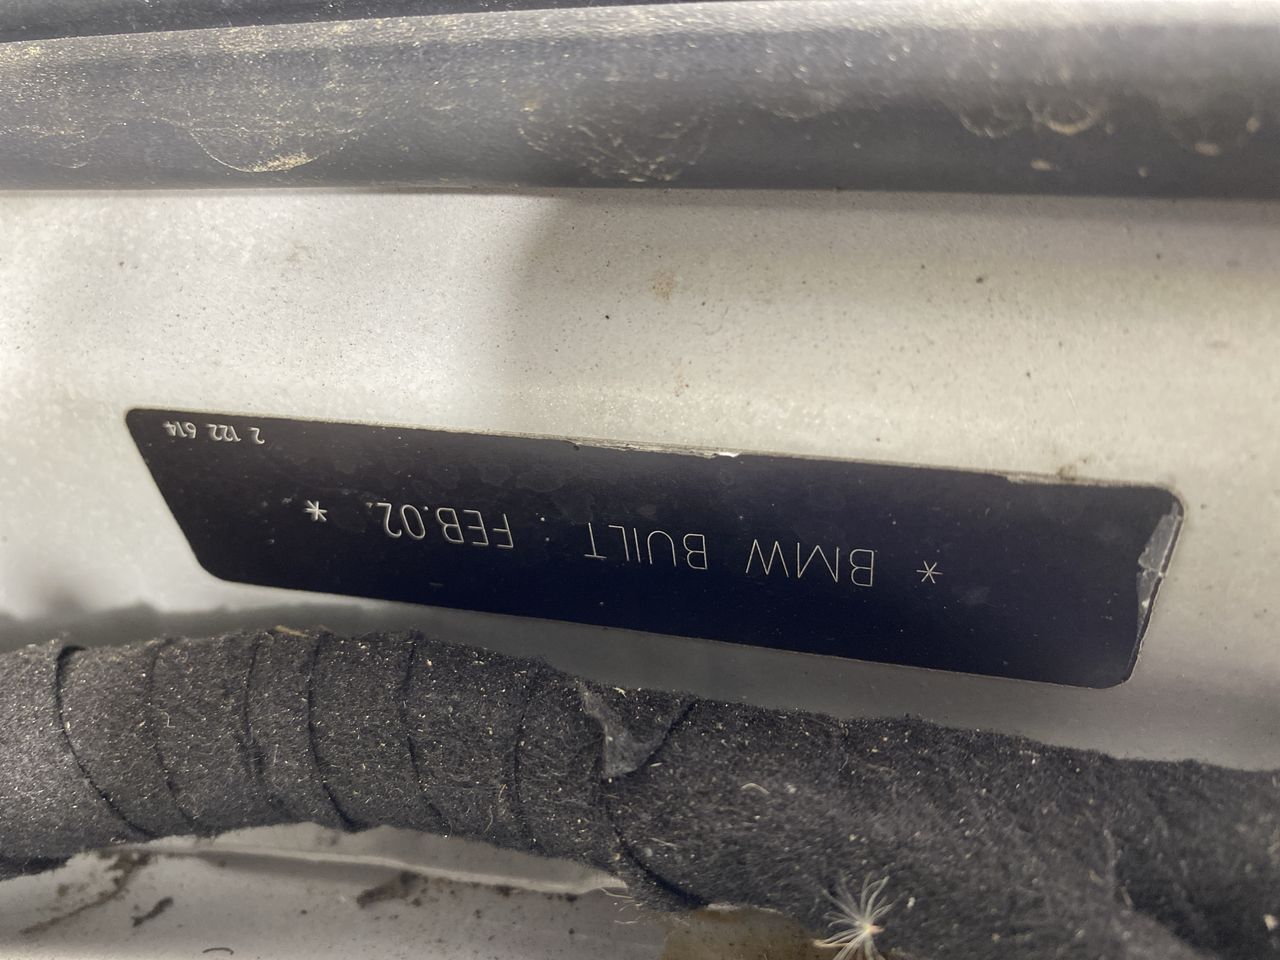 * BMW BUILT : FEB.02. *
2 122 614